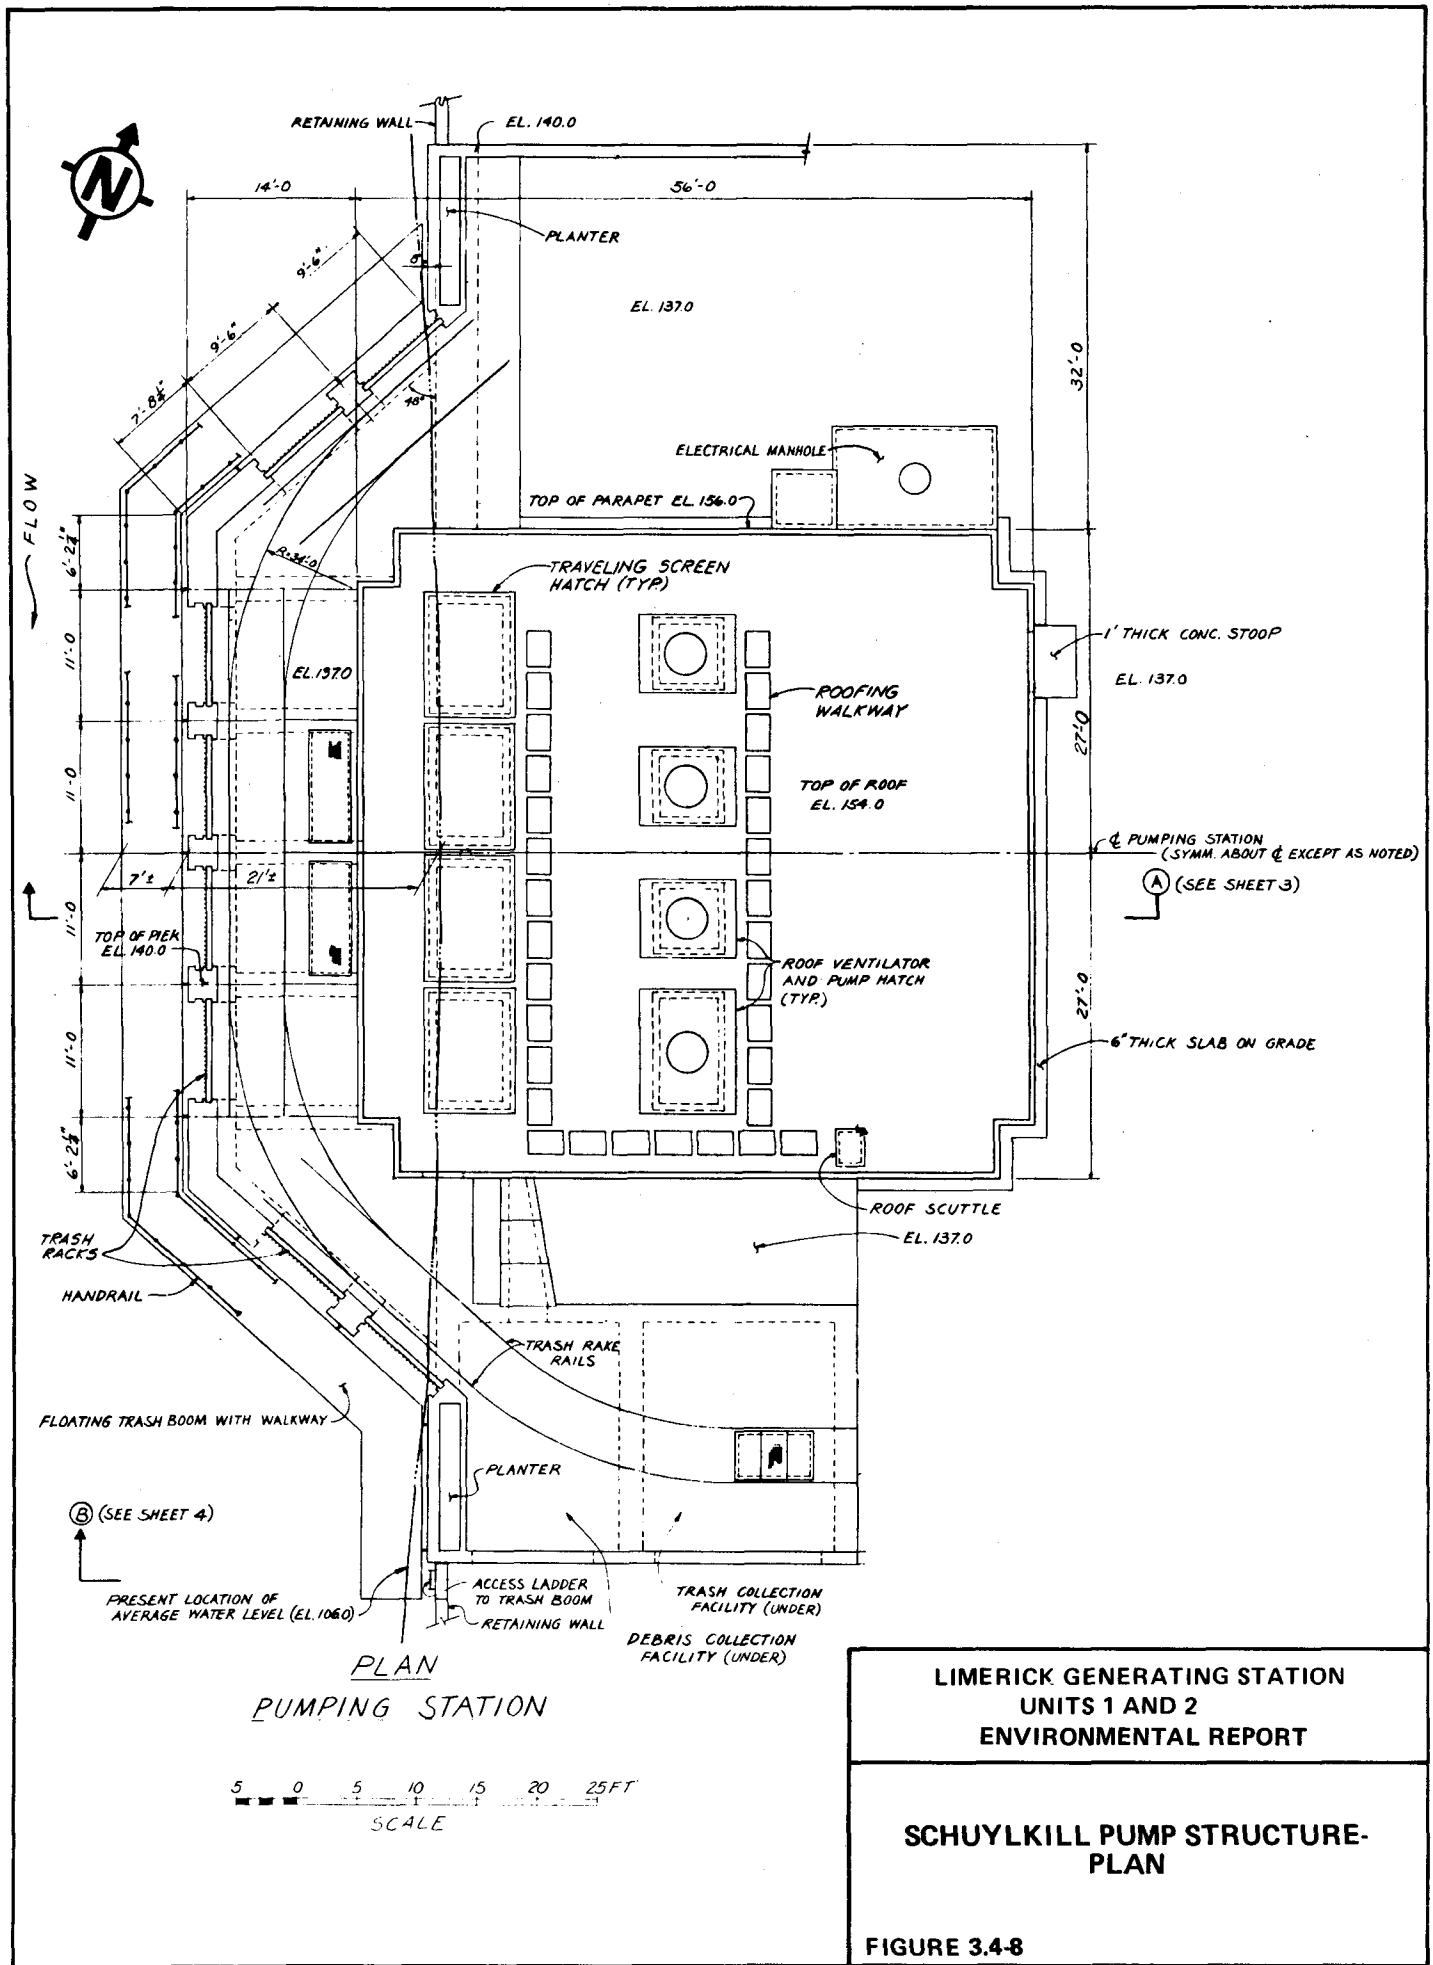 RETAINING WALL
EL. 140.0
N
14'-0
56'-0
PLANTER
9'-6"
8"
9'-6"
EL. 137.0
7'-8¼"
32'-0
48°
ELECTRICAL MANHOLE
FLOW
TOP OF PARAPET EL. 156.0
R=34'-0
TRAVELING SCREEN
HATCH (TYP.)
11'-0
EL. 137.0
1' THICK CONC. STOOP
EL. 137.0
ROOFING
WALKWAY
27'-0
11'-0
TOP OF ROOF
EL. 154.0
℄ PUMPING STATION
(SYMM. ABOUT ℄ EXCEPT AS NOTED)
7'±
21'±
A (SEE SHEET 3)
11'-0
TOP OF PIER
EL. 140.0
ROOF VENTILATOR
AND PUMP HATCH
(TYP.)
27'-0
11'-0
6" THICK SLAB ON GRADE
ROOF SCUTTLE
TRASH
RACKS
EL. 137.0
HANDRAIL
TRASH RAKE
RAILS
FLOATING TRASH BOOM WITH WALKWAY
PLANTER
B (SEE SHEET 4)
PRESENT LOCATION OF
AVERAGE WATER LEVEL (EL. 106.0)
ACCESS LADDER
TO TRASH BOOM
RETAINING WALL
TRASH COLLECTION
FACILITY (UNDER)
DEBRIS COLLECTION
FACILITY (UNDER)
PLAN
PUMPING STATION
5 0 5 10 15 20 25 FT
SCALE
LIMERICK GENERATING STATION
UNITS 1 AND 2
ENVIRONMENTAL REPORT
SCHUYLKILL PUMP STRUCTURE-
PLAN
FIGURE 3.4-8